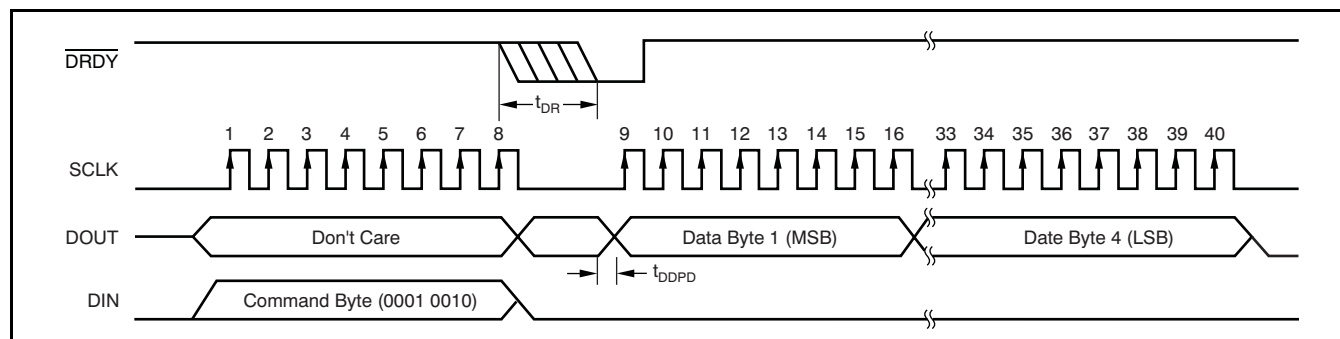 DRDY
tDR
1 2 3 4 5 6 7 8 9 10 11 12 13 14 15 16 33 34 35 36 37 38 39 40
SCLK
DOUT Don't Care Data Byte 1 (MSB) Date Byte 4 (LSB)
tDDPD
DIN Command Byte (0001 0010)